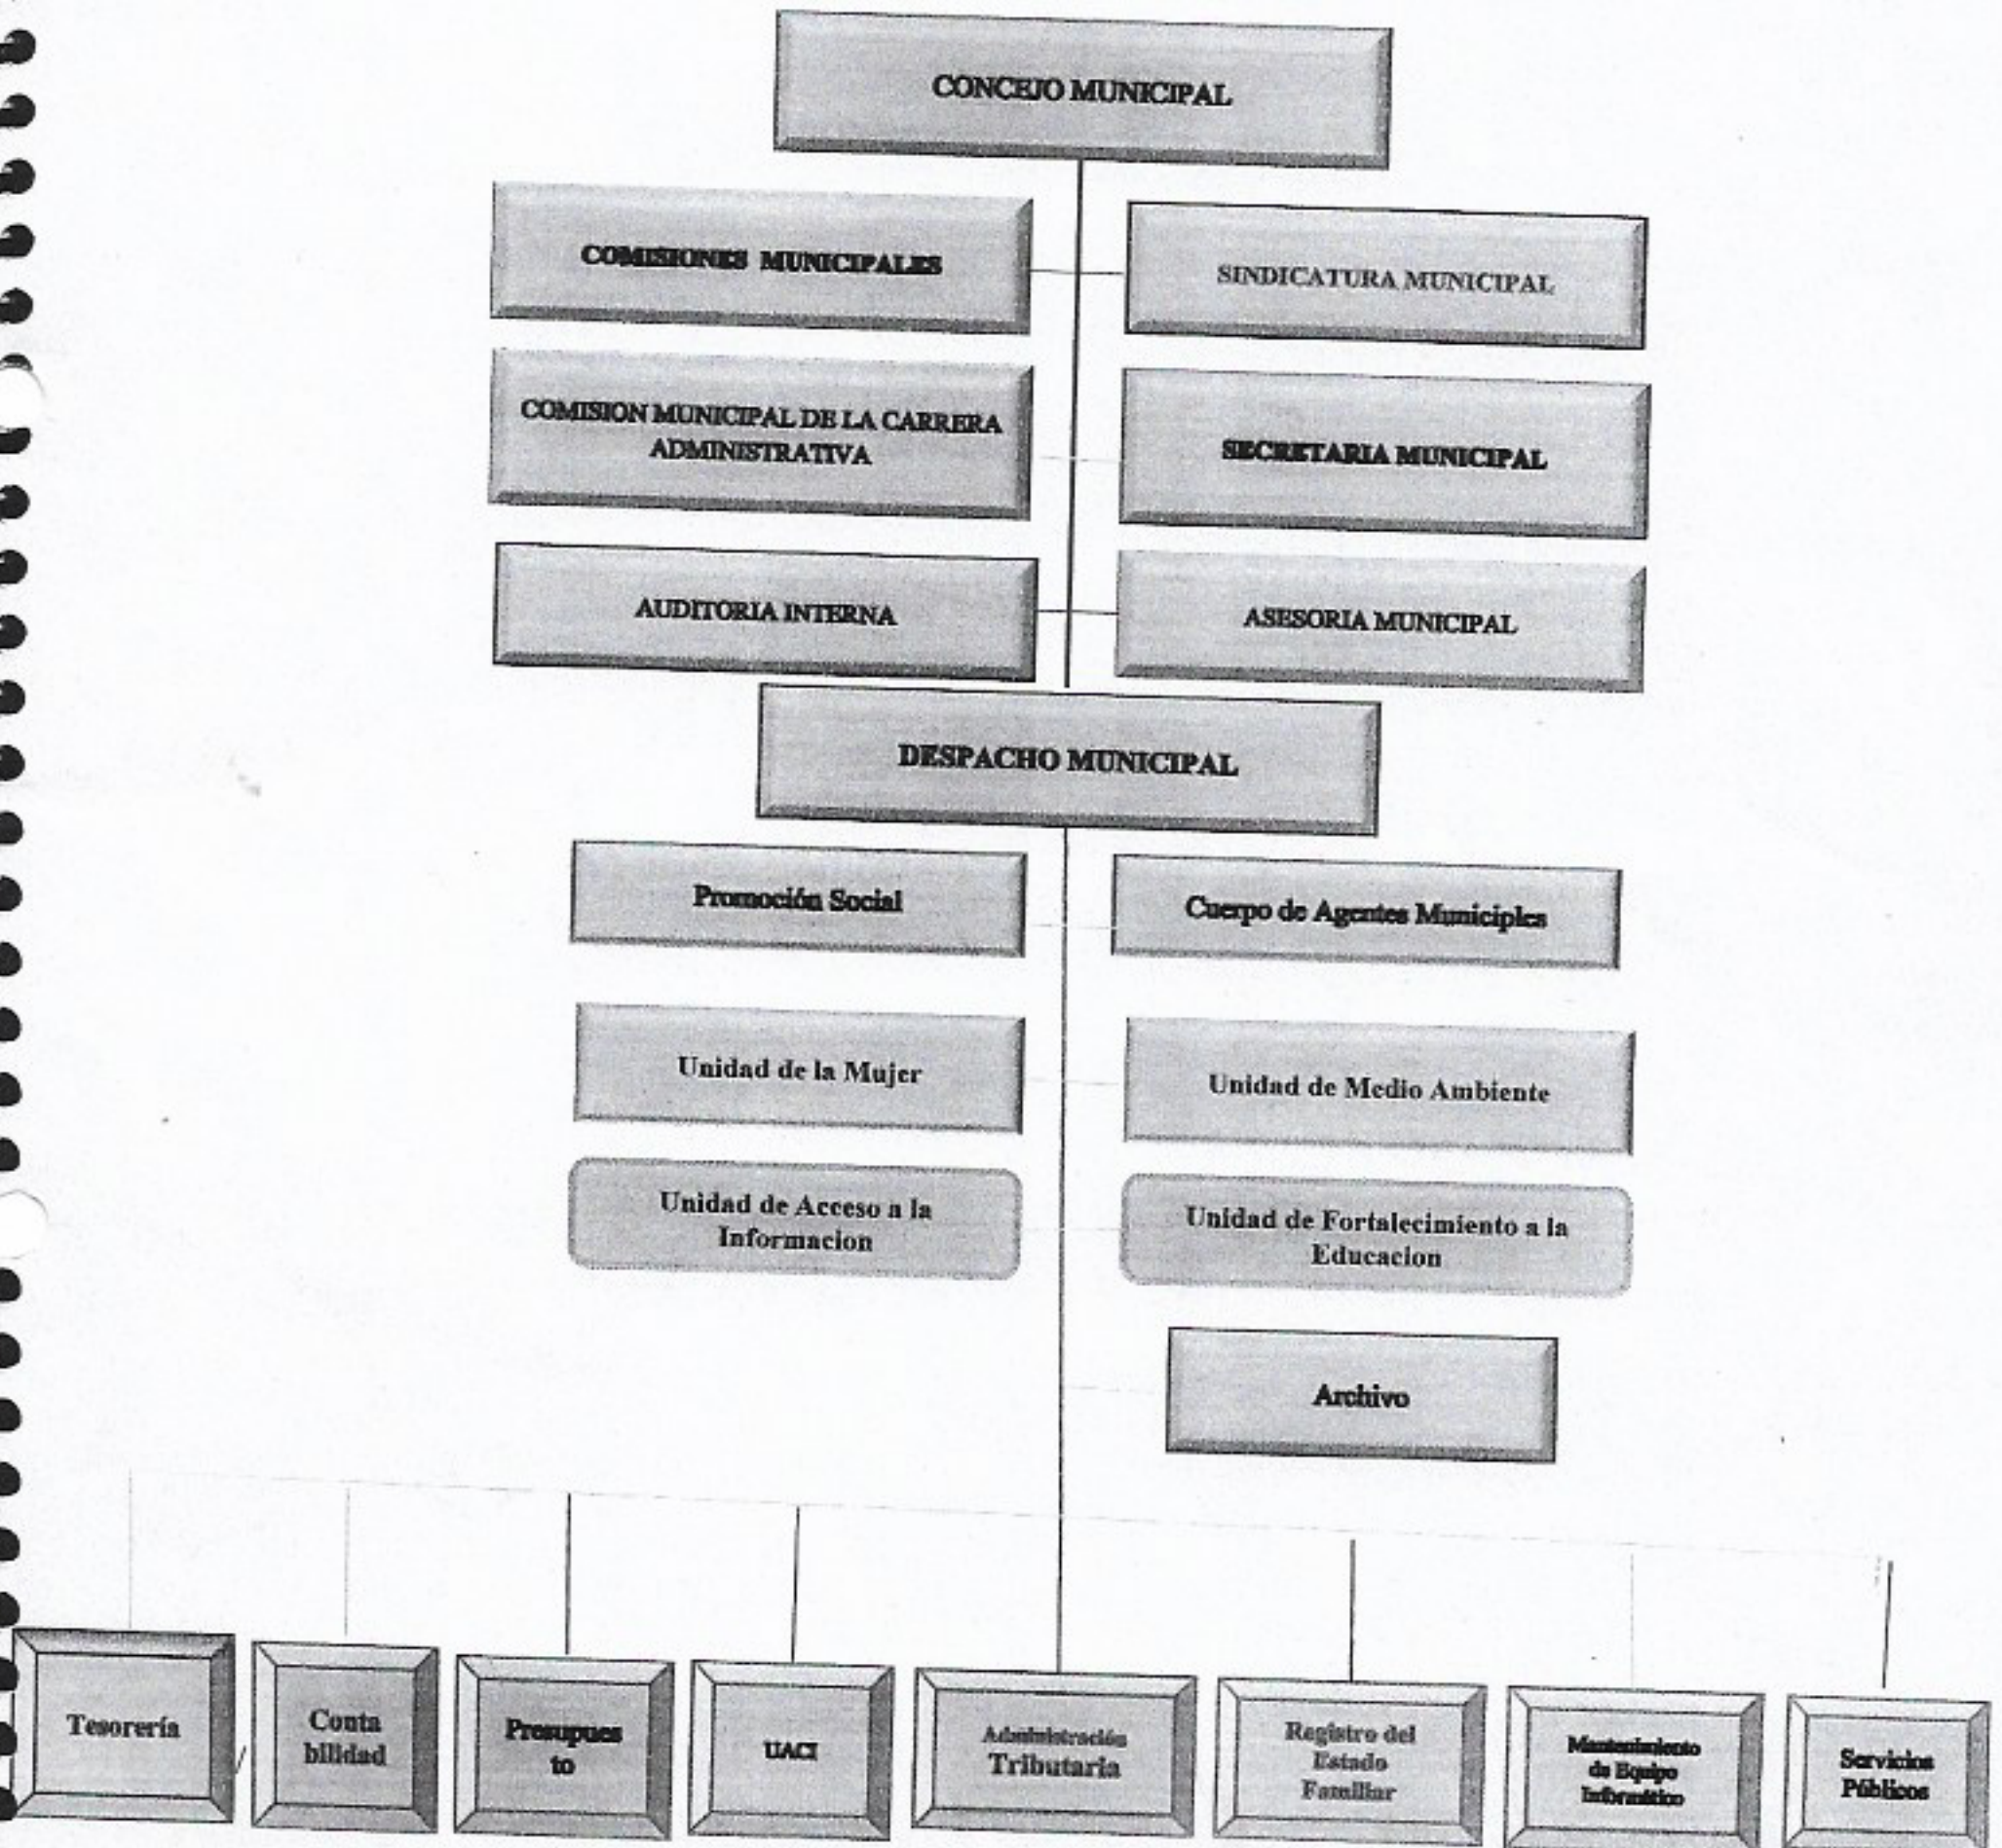 CONCEJO MUNICIPAL
COMISIONES MUNICIPALES
SINDICATURA MUNICIPAL
COMISION MUNICIPAL DE LA CARRERA
ADMINISTRATIVA
SECRETARIA MUNICIPAL
AUDITORIA INTERNA
ASESORIA MUNICIPAL
DESPACHO MUNICIPAL
Promoción Social
Cuerpo de Agentes Municiples
Unidad de la Mujer
Unidad de Medio Ambiente
Unidad de Acceso a la
Informacion
Unidad de Fortalecimiento a la
Educacion
Archivo
Tesorería
Conta
bilidad
Presupues
to
UACI
Administración
Tributaria
Registro del
Estado
Familiar
Mantenimiento
de Equipo
Informático
Servicios
Públicos